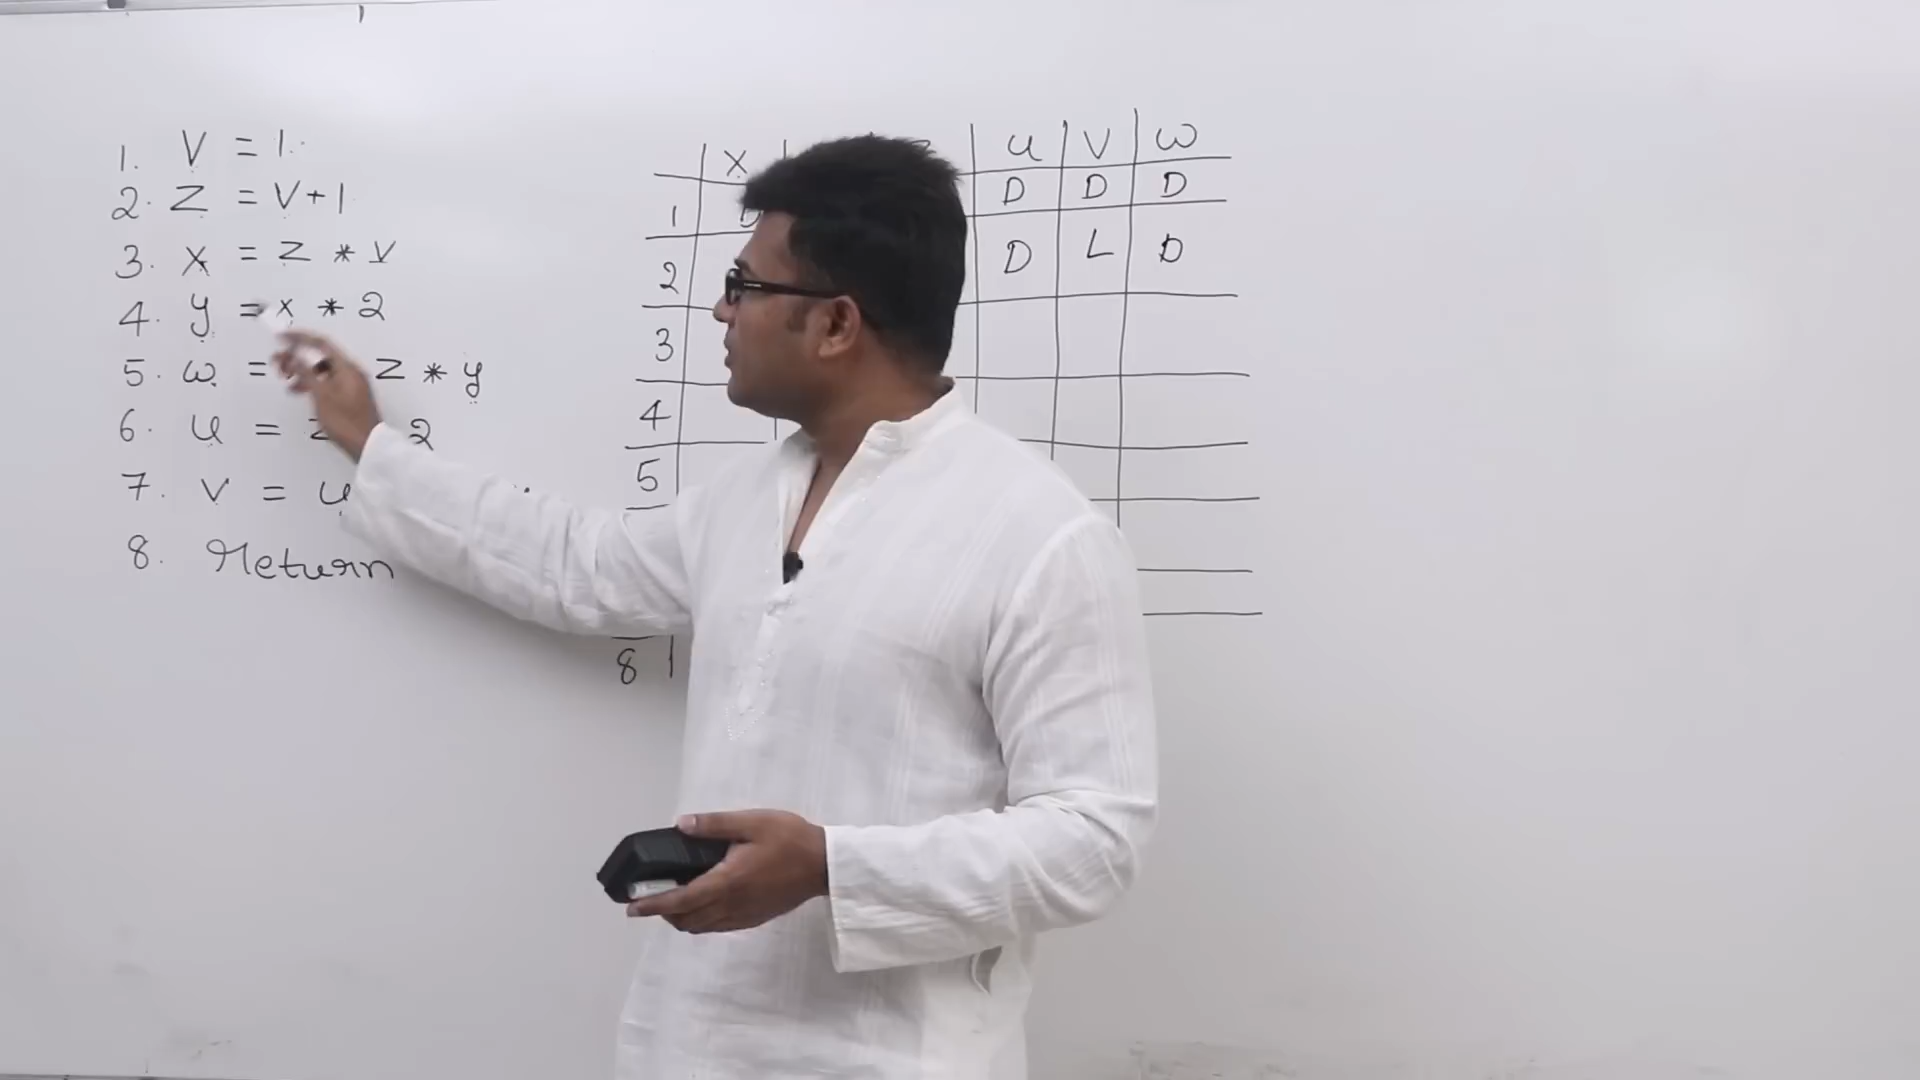 1. V = 1
2. Z = V + 1
3. x = z * v
4. y = x * 2
5. w = z * y
6. u = z 2
7. v = u
8. return
X u V w
1 D D D
2 D L D
3
4
5
8